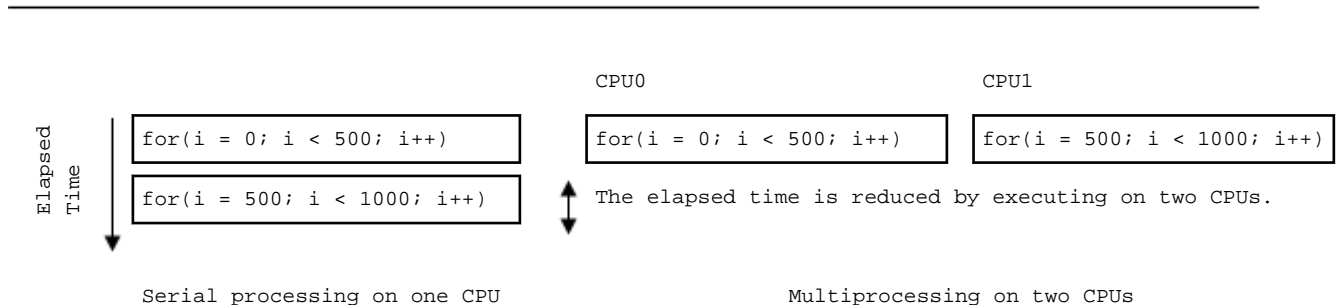 CPU0 CPU1
Elapsed
Time
for(i = 0; i < 500; i++) for(i = 0; i < 500; i++) for(i = 500; i < 1000; i++)
for(i = 500; i < 1000; i++) The elapsed time is reduced by executing on two CPUs.
Serial processing on one CPU Multiprocessing on two CPUs